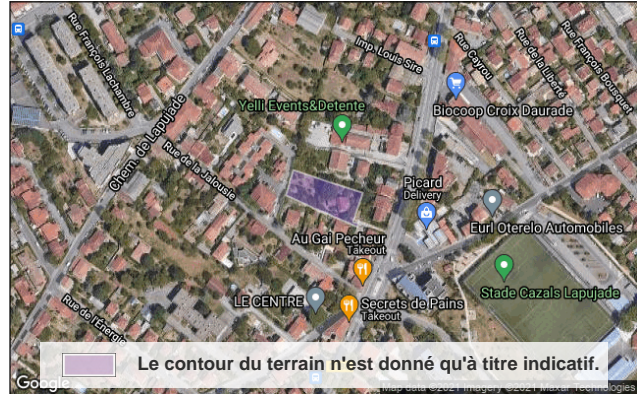 Rue François Lachambre
Imp. Louis Sire
Rue Cayrou
Rue de la Liberté
Rue François Bousquet
Biocoop Croix Daurade
Yelli Events&Detente
Chem. de Lapujade
Rue de la Jalousie
Picard
Delivery
Eurl Oterelo Automobiles
Au Gai Pecheur
Takeout
Stade Cazals Lapujade
LE CENTRE
Secrets de Pains
Takeout
Rue de l'Énergie
Le contour du terrain n'est donné qu'à titre indicatif.
Google
Map data ©2021 Imagery ©2021 Maxar Technologies